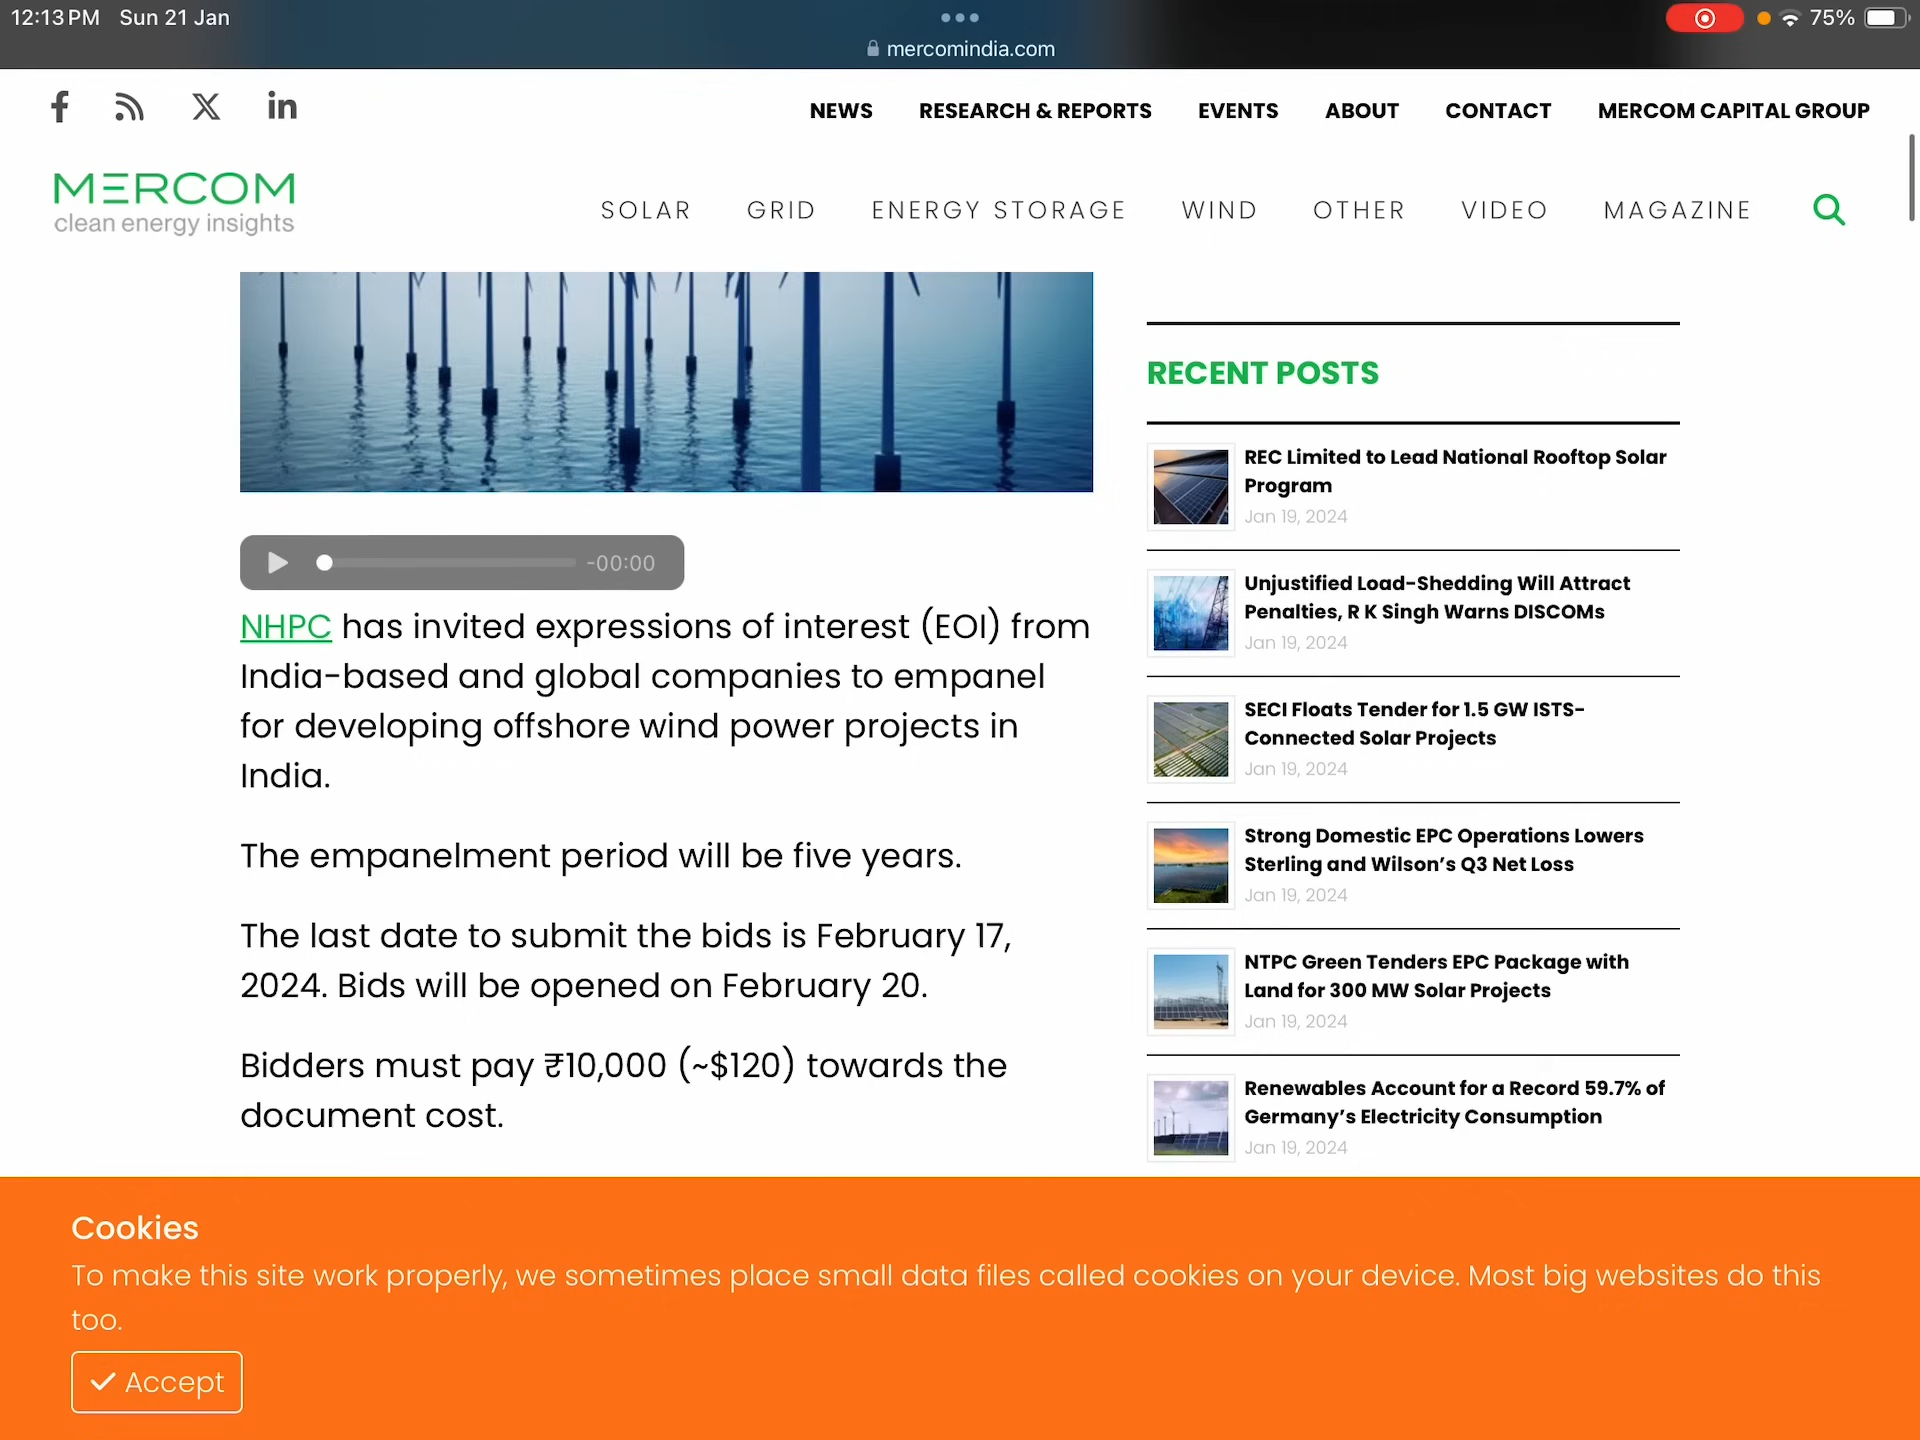 12:13 PM Sun 21 Jan
75%
mercomindia.com
NEWS RESEARCH & REPORTS EVENTS ABOUT CONTACT MERCOM CAPITAL GROUP
MERCOM
clean energy insights
SOLAR GRID ENERGY STORAGE WIND OTHER VIDEO MAGAZINE
-00:00
NHPC has invited expressions of interest (EOI) from
India-based and global companies to empanel
for developing offshore wind power projects in
India.
The empanelment period will be five years.
The last date to submit the bids is February 17,
2024. Bids will be opened on February 20.
Bidders must pay ₹10,000 (~$120) towards the
document cost.
RECENT POSTS
REC Limited to Lead National Rooftop Solar
Program
Jan 19, 2024
Unjustified Load-Shedding Will Attract
Penalties, R K Singh Warns DISCOMs
Jan 19, 2024
SECI Floats Tender for 1.5 GW ISTS-
Connected Solar Projects
Jan 19, 2024
Strong Domestic EPC Operations Lowers
Sterling and Wilson's Q3 Net Loss
Jan 19, 2024
NTPC Green Tenders EPC Package with
Land for 300 MW Solar Projects
Jan 19, 2024
Renewables Account for a Record 59.7% of
Germany's Electricity Consumption
Jan 19, 2024
Cookies
To make this site work properly, we sometimes place small data files called cookies on your device. Most big websites do this
too.
Accept